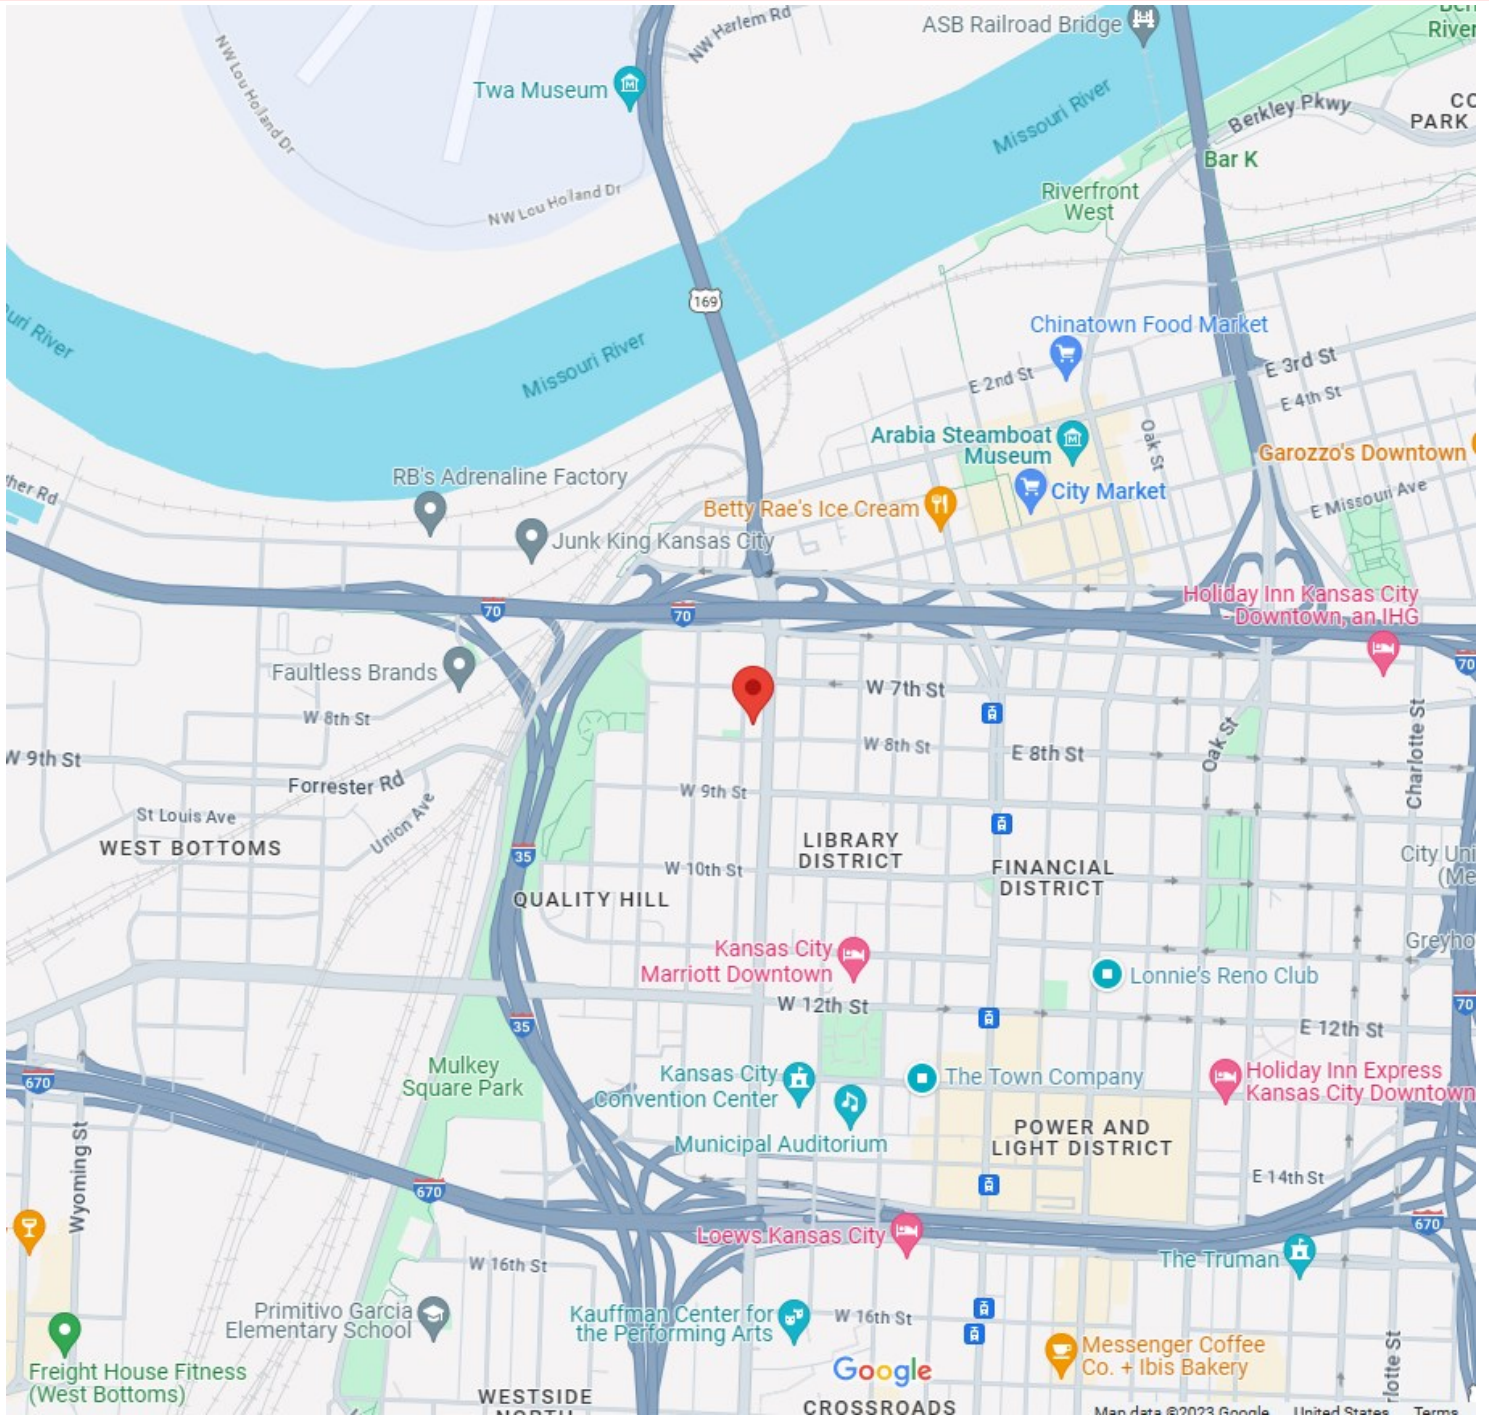 NW Harlem Rd
ASB Railroad Bridge
River
NW Lou Holland Dr
Twa Museum
Missouri River
Berkley Pkwy
PARK
Bar K
NW Lou Holland Dr
Riverfront
West
169
Chinatown Food Market
River
Missouri River
E 3rd St
E 2nd St
E 4th St
Arabia Steamboat
Museum
Oak St
Garozzo's Downtown
RB's Adrenaline Factory
City Market
E Missouri Ave
Betty Rae's Ice Cream
Junk King Kansas City
70
70
Holiday Inn Kansas City
- Downtown, an IHG
70
Faultless Brands
W 7th St
W 8th St
Charlotte St
Oak St
W 8th St
E 8th St
W 9th St
Forrester Rd
W 9th St
St Louis Ave
Union Ave
WEST BOTTOMS
35
LIBRARY
DISTRICT
FINANCIAL
DISTRICT
City Uni
(Me
W 10th St
QUALITY HILL
Kansas City
Marriott Downtown
Greyho
Lonnie's Reno Club
W 12th St
70
35
E 12th St
Mulkey
Square Park
670
Kansas City
Convention Center
The Town Company
Holiday Inn Express
Kansas City Downtown
Municipal Auditorium
POWER AND
LIGHT DISTRICT
Wyoming St
E 14th St
670
670
Loews Kansas City
The Truman
W 16th St
Primitivo Garcia
Elementary School
Kauffman Center for
the Performing Arts
W 16th St
Messenger Coffee
Co. + Ibis Bakery
Freight House Fitness
(West Bottoms)
Google
rlotte St
WESTSIDE
NORTH
CROSSROADS
Map data ©2023 Google
United States
Terms